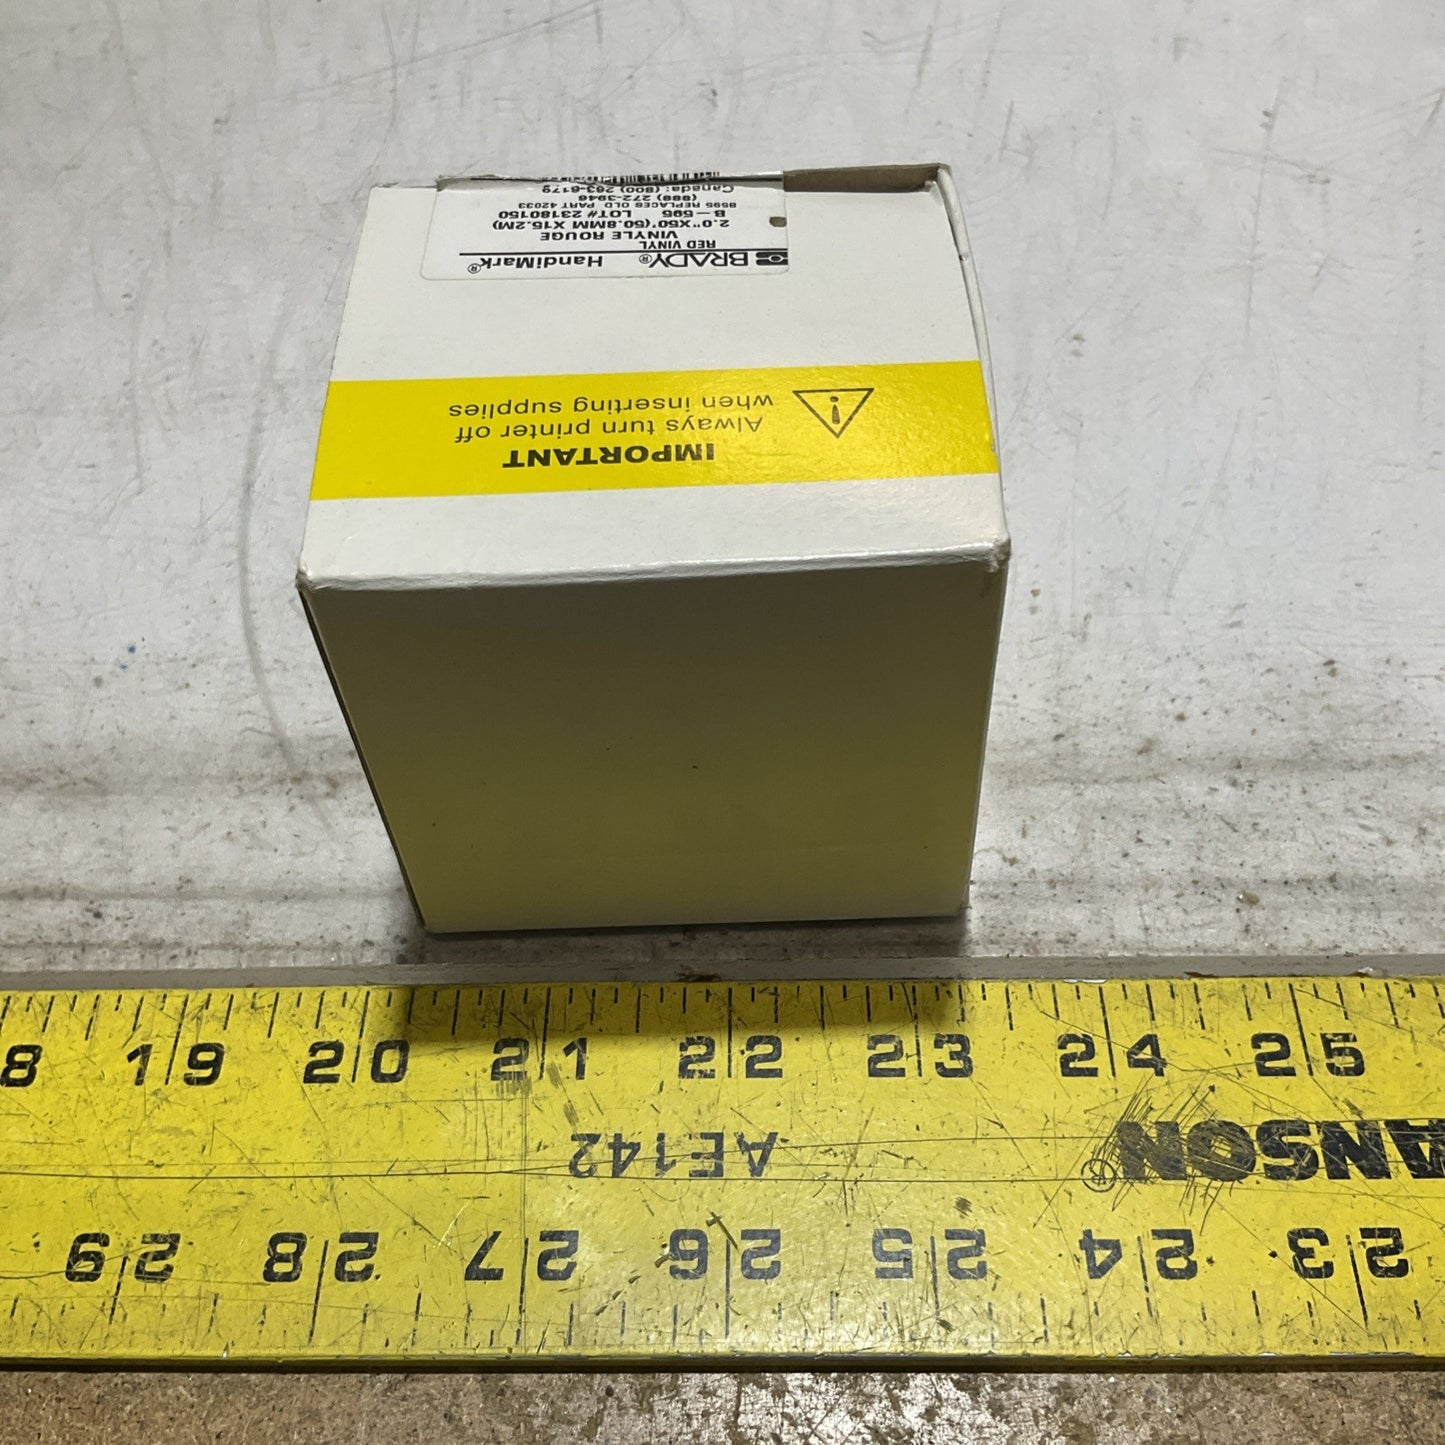 BRADY® HandiMark®
RED VINYL
VINYLE ROUGE
2.0"X50'(50.8MM X15.2M)
B-595 LOT# 23180150
B595 REPLACES OLD PART 42033
(888) 272-3946
Canada: (800) 263-6179
IMPORTANT
Always turn printer off
when inserting supplies
8 19 20 21 22 23 24 25
AE142
ANSON®
29 28 27 26 25 24 23